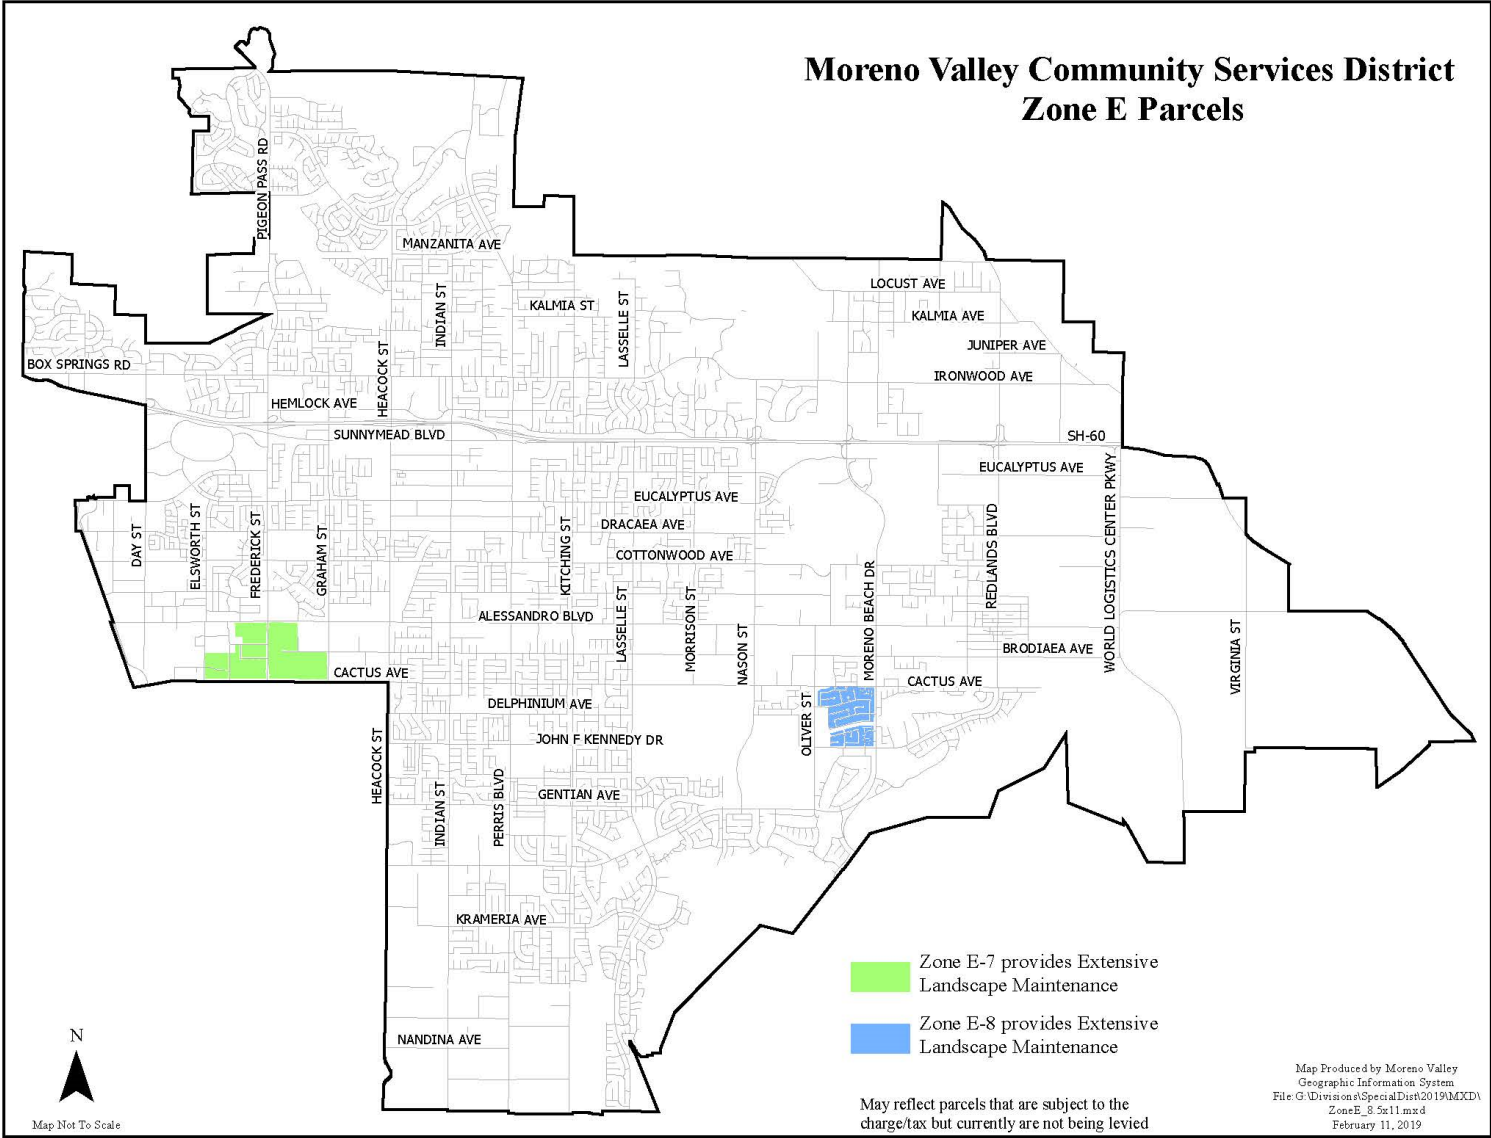 Moreno Valley Community Services District
Zone E Parcels
PIGEON PASS RD
MANZANITA AVE
LOCUST AVE
INDIAN ST
KALMIA ST
LASSELLE ST
KALMIA AVE
JUNIPER AVE
BOX SPRINGS RD
HEACOCK ST
IRONWOOD AVE
HEMLOCK AVE
SUNNYMEAD BLVD
SH-60
EUCALYPTUS AVE
EUCALYPTUS AVE
DRACAEA AVE
COTTONWOOD AVE
DAY ST
ELSWORTH ST
FREDERICK ST
GRAHAM ST
KITCHING ST
REDLANDS BLVD
WORLD LOGISTICS CENTER PKWY
ALESSANDRO BLVD
LASSELLE ST
MORRISON ST
NASON ST
MORENO BEACH DR
BRODIAEA AVE
VIRGINIA ST
CACTUS AVE
CACTUS AVE
DELPHINIUM AVE
OLIVER ST
JOHN F KENNEDY DR
HEACOCK ST
INDIAN ST
PERRIS BLVD
GENTIAN AVE
KRAMERIA AVE
NANDINA AVE
Zone E-7 provides Extensive
Landscape Maintenance
Zone E-8 provides Extensive
Landscape Maintenance
N
Map Not To Scale
May reflect parcels that are subject to the
charge/tax but currently are not being levied
Map Produced by Moreno Valley
Geographic Information System
File: G:\Divisions\SpecialDist\2019\MXD\
ZoneE_8.5x11.mxd
February 11, 2019